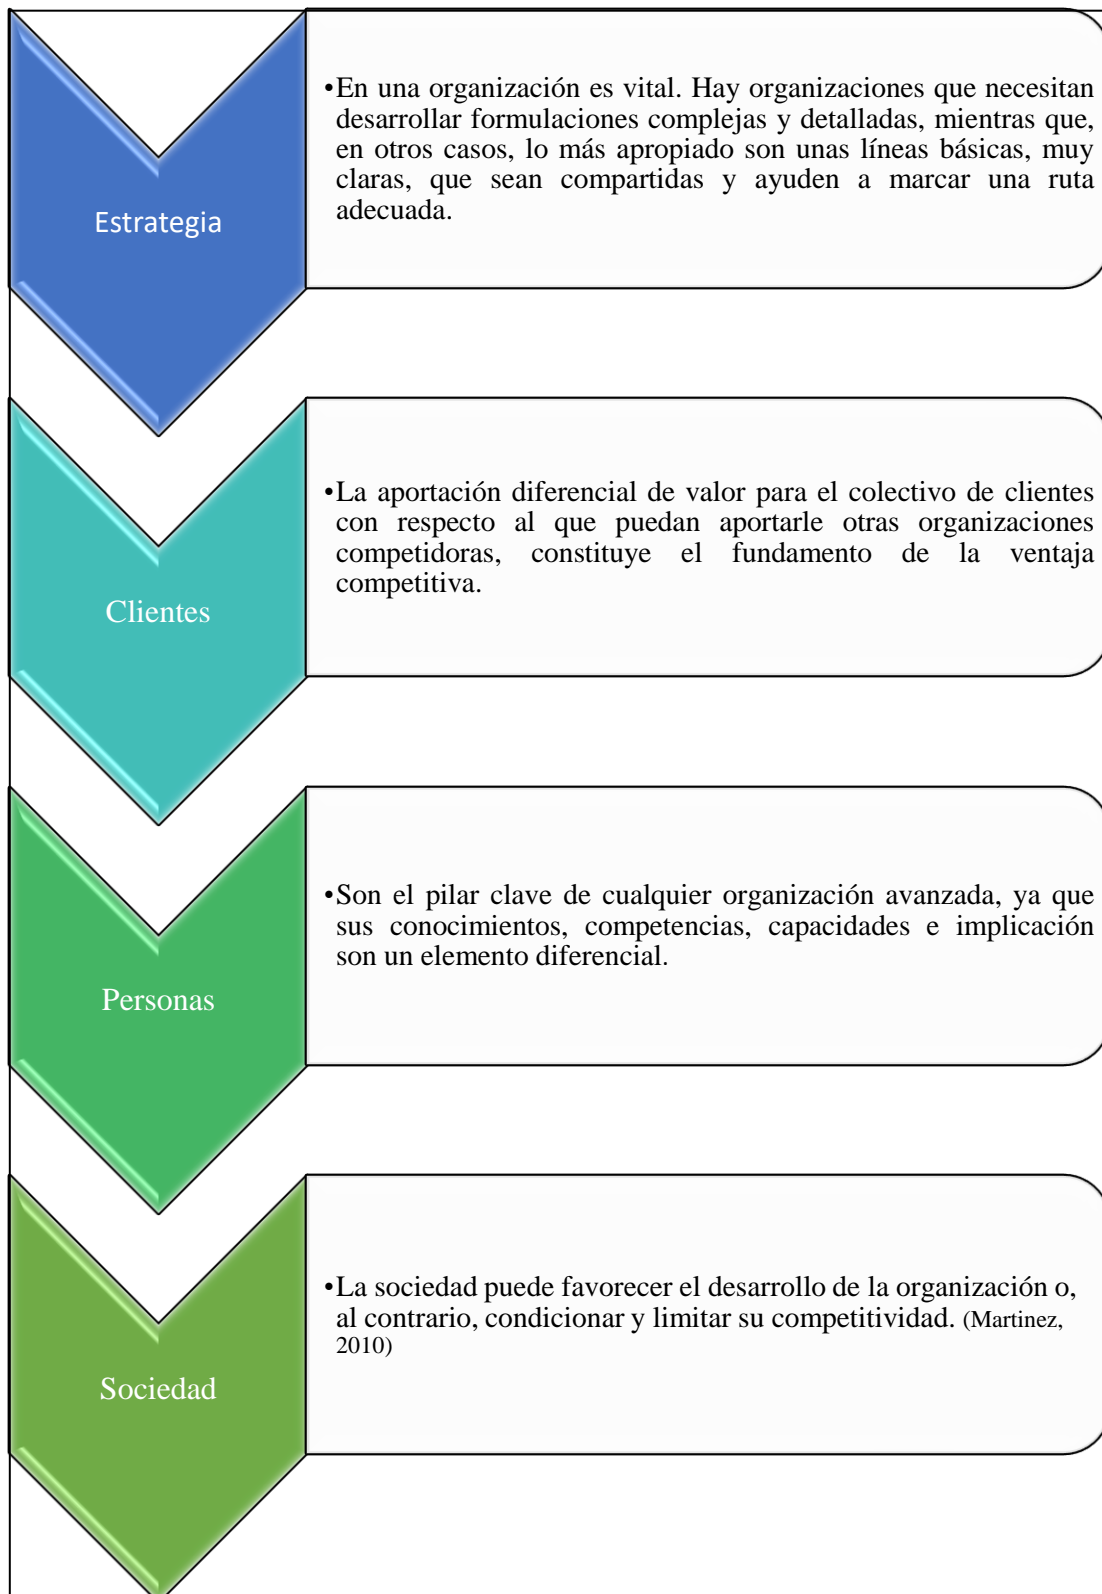 Estrategia
•En una organización es vital. Hay organizaciones que necesitan
desarrollar formulaciones complejas y detalladas, mientras que,
en otros casos, lo más apropiado son unas líneas básicas, muy
claras, que sean compartidas y ayuden a marcar una ruta
adecuada.
Clientes
•La aportación diferencial de valor para el colectivo de clientes
con respecto al que puedan aportarle otras organizaciones
competidoras, constituye el fundamento de la ventaja
competitiva.
Personas
•Son el pilar clave de cualquier organización avanzada, ya que
sus conocimientos, competencias, capacidades e implicación
son un elemento diferencial.
Sociedad
•La sociedad puede favorecer el desarrollo de la organización o,
al contrario, condicionar y limitar su competitividad. (Martinez,
2010)